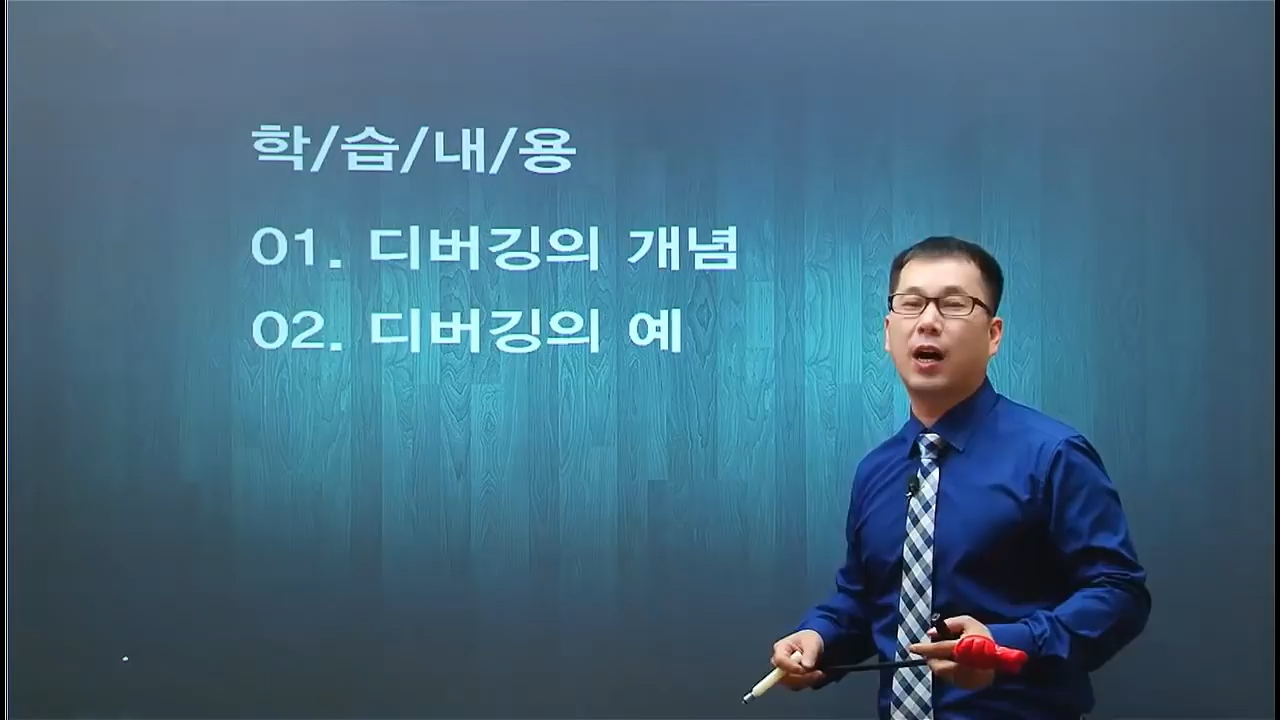 학/습/내/용
01. 디버깅의 개념
02. 디버깅의 예